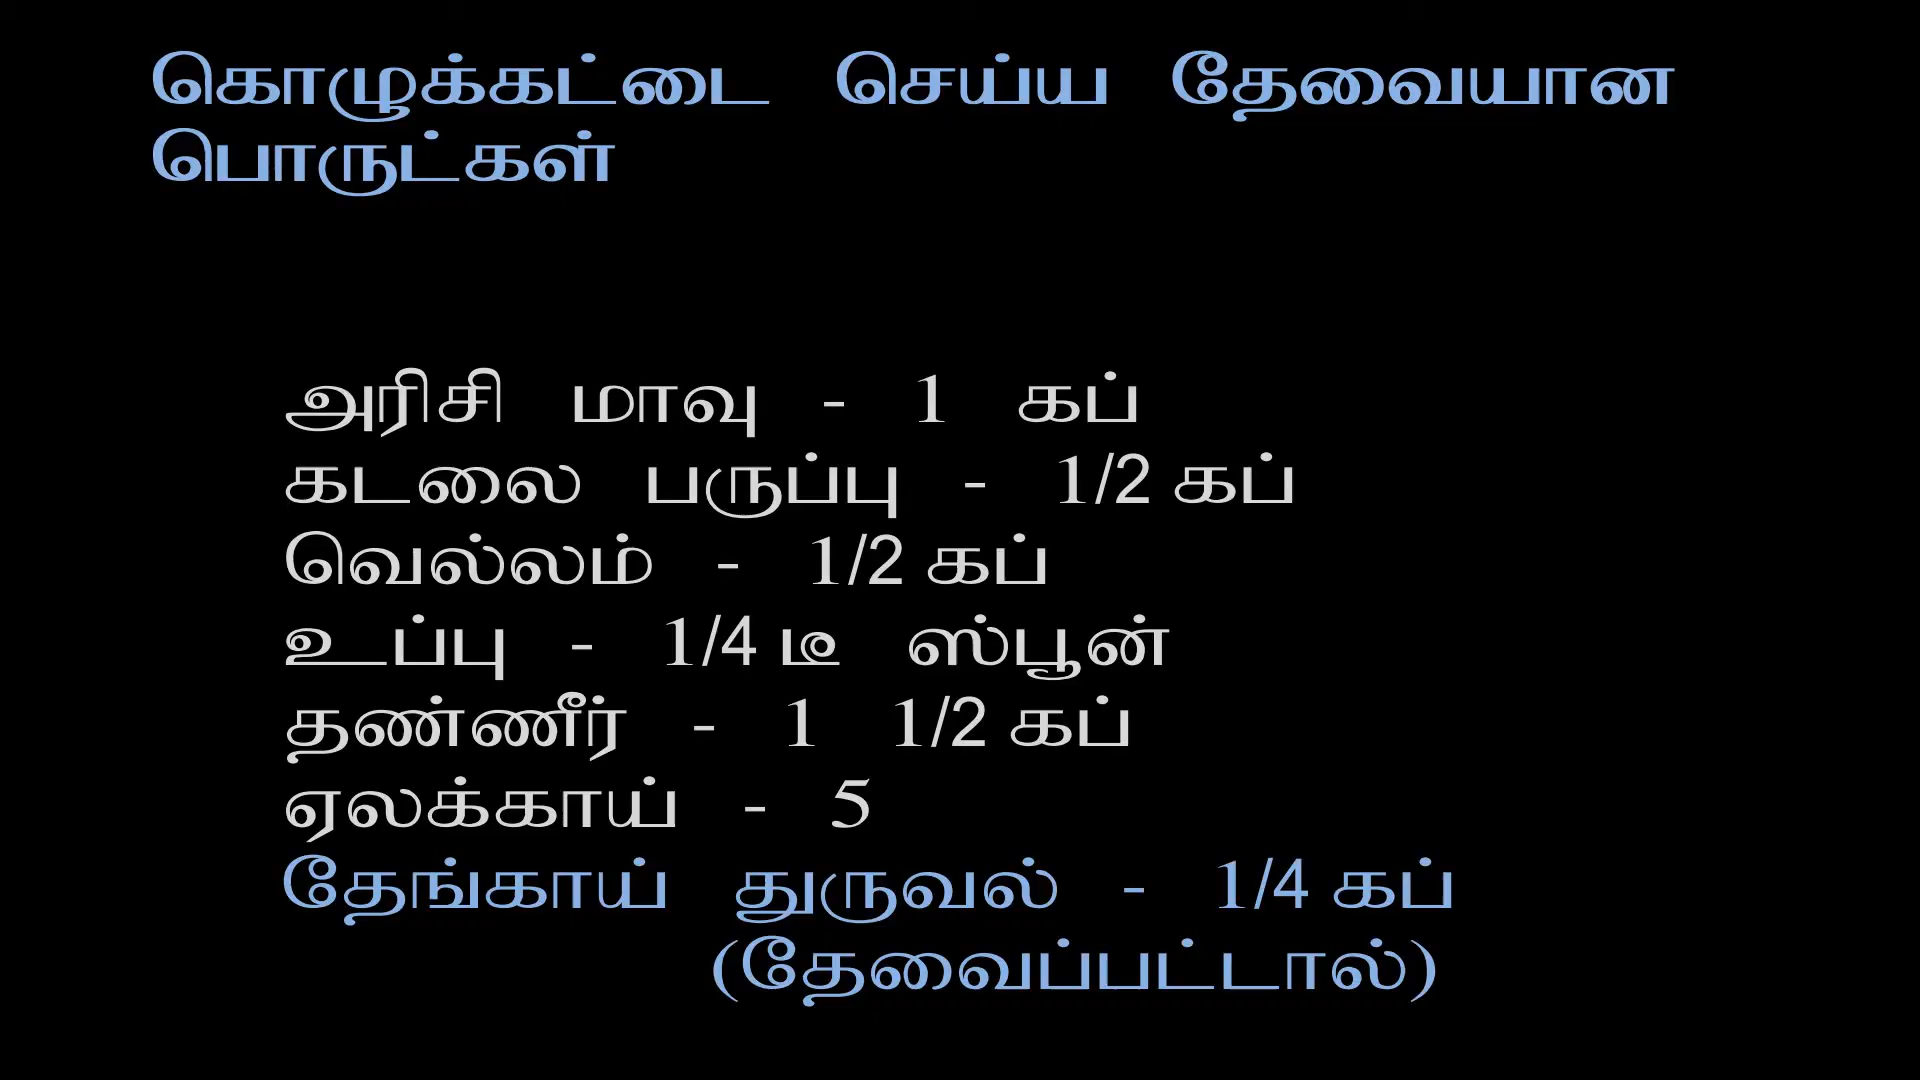 கொழுக்கட்டை செய்ய தேவையான
பொருட்கள்
அரிசி மாவு - 1 கப்
கடலை பருப்பு - 1/2 கப்
வெல்லம் - 1/2 கப்
உப்பு - 1/4 டீ ஸ்பூன்
தண்ணீர் - 1 1/2 கப்
ஏலக்காய் - 5
தேங்காய் துருவல் - 1/4 கப்
(தேவைப்பட்டால்)